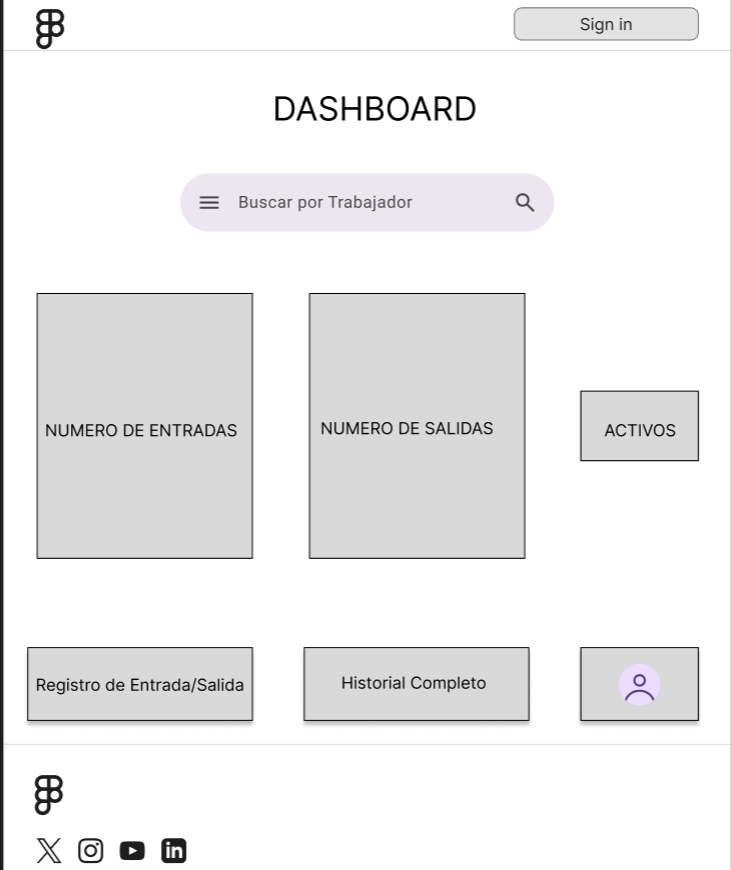 Sign in
DASHBOARD
Buscar por Trabajador
NUMERO DE ENTRADAS
NUMERO DE SALIDAS
ACTIVOS
Registro de Entrada/Salida
Historial Completo